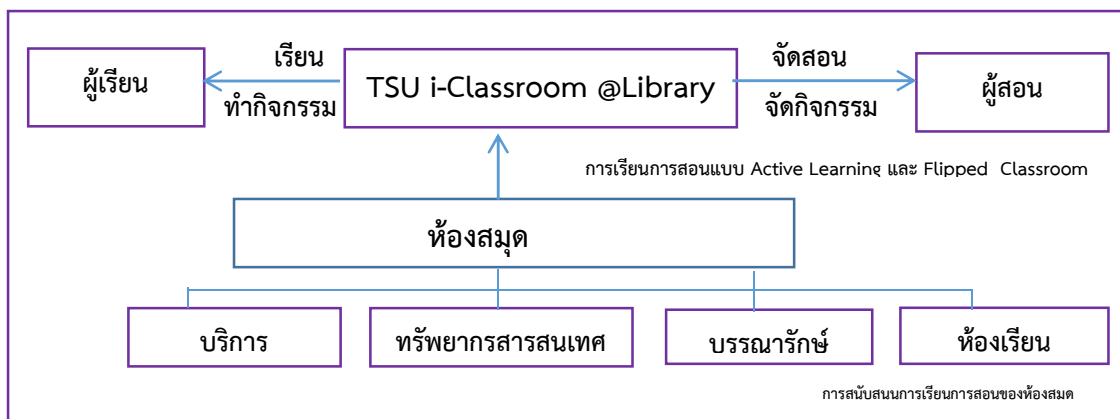 เรียน
จัดสอน
ผู้เรียน
TSU i-Classroom @Library
ผู้สอน
ทำกิจกรรม
จัดกิจกรรม
การเรียนการสอนแบบ Active Learning และ Flipped Classroom
ห้องสมุด
บริการ
ทรัพยากรสารสนเทศ
บรรณารักษ์
ห้องเรียน
การสนับสนนการเรียนการสอนของห้องสมด